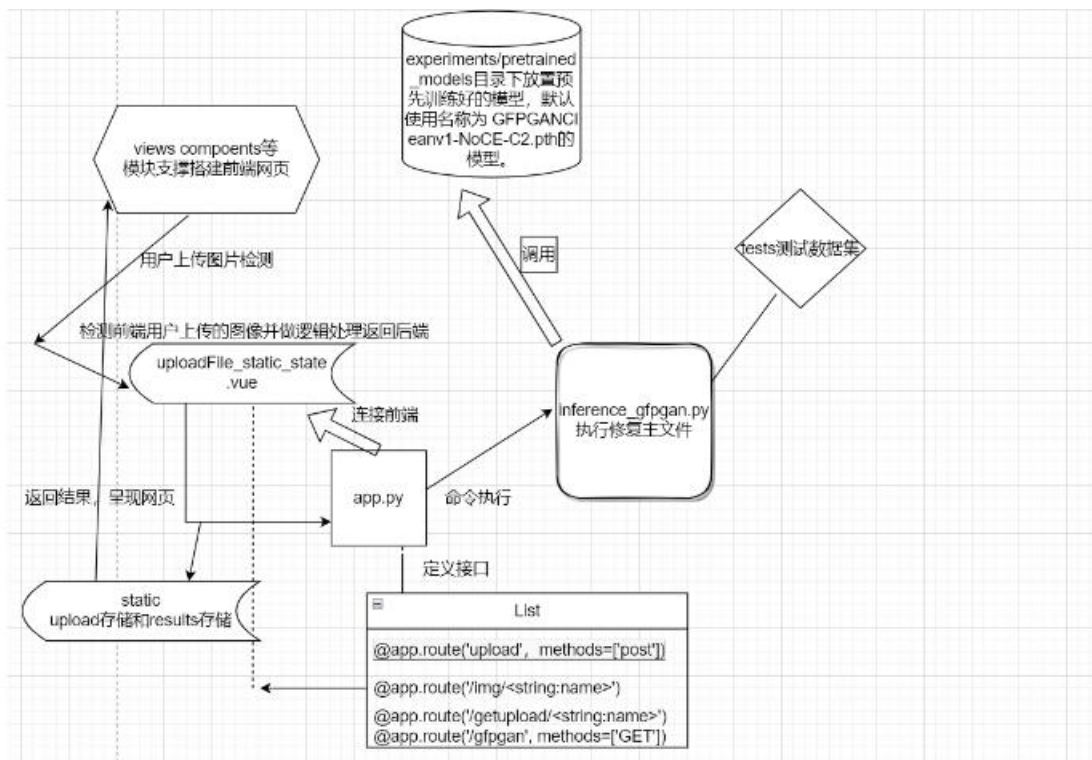 experiments/pretrained
_models目录下放置预
先训练好的模型，默认
使用名称为 GFPGANCl
eanv1-NoCE-C2.pth的
模型。
views compoents等
模块支撑搭建前端网页
调用
tests测试数据集
用户上传图片检测
检测前端用户上传的图像并做逻辑处理返回后端
uploadFile_static_state
.vue
连接前端
inference_gfpgan.py
执行修复主文件
返回结果，呈现网页
app.py
命令执行
定义接口
static
upload存储和results存储
List
@app.route('upload'，methods=['post'])
@app.route('/img/<string:name>')
@app.route('/getupload/<string:name>')
@app.route('/gfpgan', methods=['GET'])